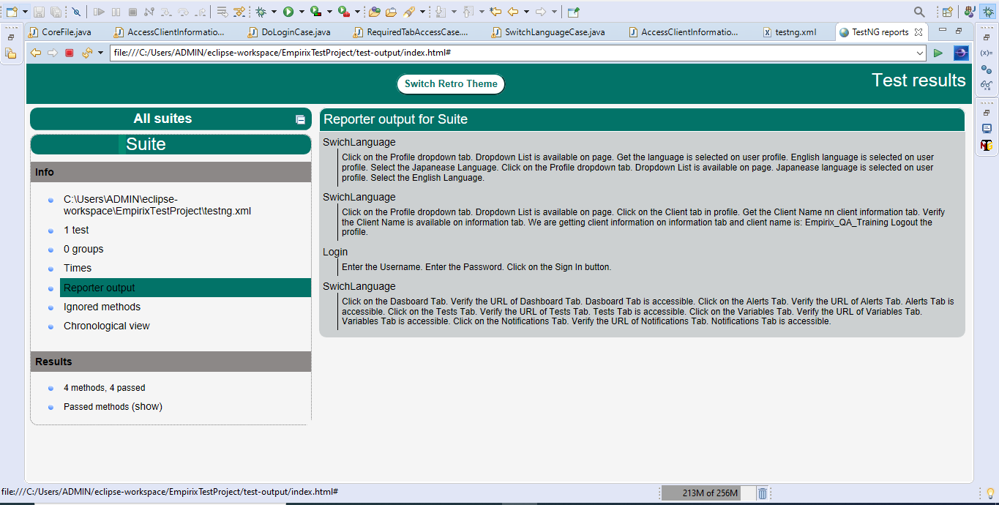 CoreFile.java
AccessClientInformatio...
DoLoginCase.java
RequiredTabAccessCase....
SwitchLanguageCase.java
AccessClientInformatio...
testng.xml
TestNG reports
file:///C:/Users/ADMIN/eclipse-workspace/EmpirixTestProject/test-output/index.html#
(x)=
Switch Retro Theme
Test results
All suites
Suite
Info
C:\Users\ADMIN\eclipse-
workspace\EmpirixTestProject\testng.xml
1 test
0 groups
Times
Reporter output
Ignored methods
Chronological view
Results
4 methods, 4 passed
Passed methods (show)
Reporter output for Suite
SwichLanguage
Click on the Profile dropdown tab. Dropdown List is available on page. Get the language is selected on user profile. English language is selected on user
profile. Select the Japanease Language. Click on the Profile dropdown tab. Dropdown List is available on page. Japanease language is selected on user
profile. Select the English Language.
SwichLanguage
Click on the Profile dropdown tab. Dropdown List is available on page. Click on the Client tab in profile. Get the Client Name nn client information tab. Verify
the Client Name is available on information tab. We are getting client information on information tab and client name is: Empirix_QA_Training Logout the
profile.
Login
Enter the Username. Enter the Password. Click on the Sign In button.
SwichLanguage
Click on the Dasboard Tab. Verify the URL of Dashboard Tab. Dasboard Tab is accessible. Click on the Alerts Tab. Verify the URL of Alerts Tab. Alerts Tab is
accessible. Click on the Tests Tab. Verify the URL of Tests Tab. Tests Tab is accessible. Click on the Variables Tab. Verify the URL of Variables Tab.
Variables Tab is accessible. Click on the Notifications Tab. Verify the URL of Notifications Tab. Notifications Tab is accessible.
file:///C:/Users/ADMIN/eclipse-workspace/EmpirixTestProject/test-output/index.html#
213M of 256M